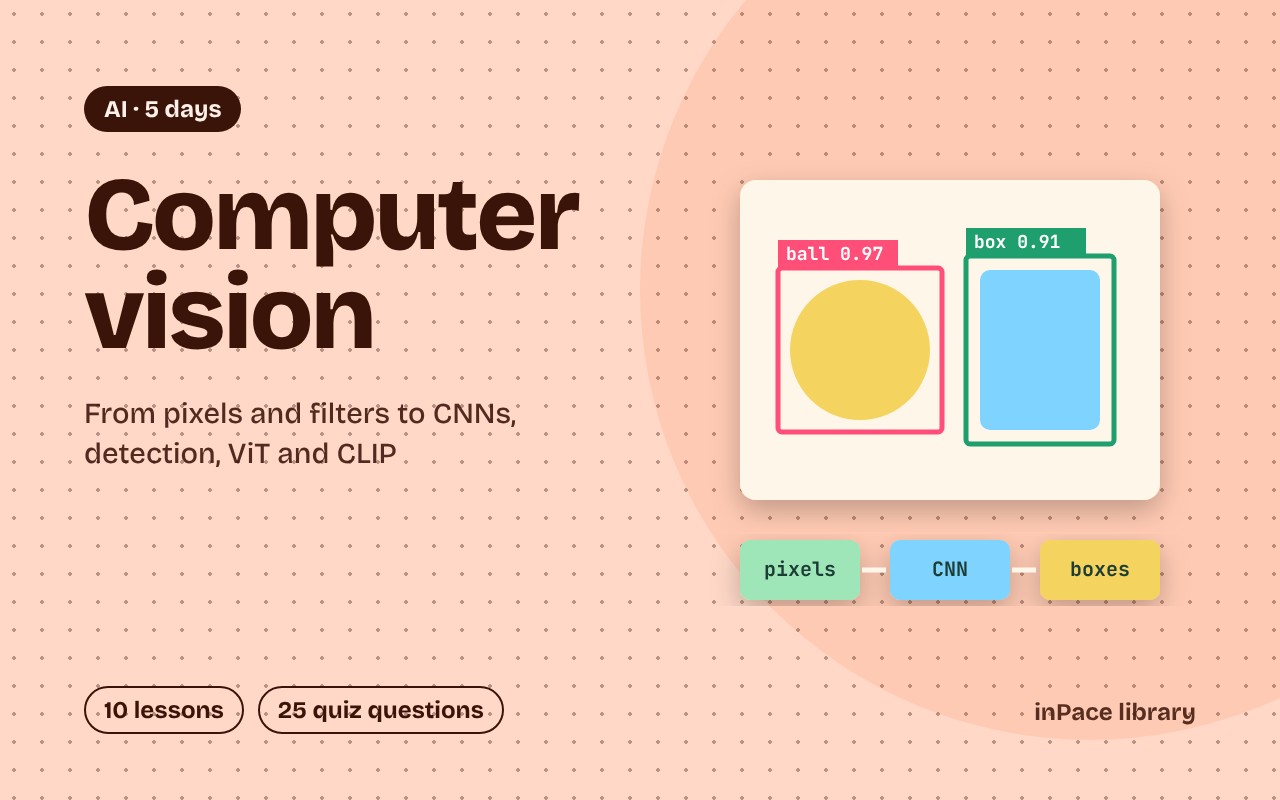 AI · 5 days
Computer
vision
From pixels and filters to CNNs,
detection, ViT and CLIP
ball 0.97
box 0.91
pixels
CNN
boxes
10 lessons
25 quiz questions
inPace library